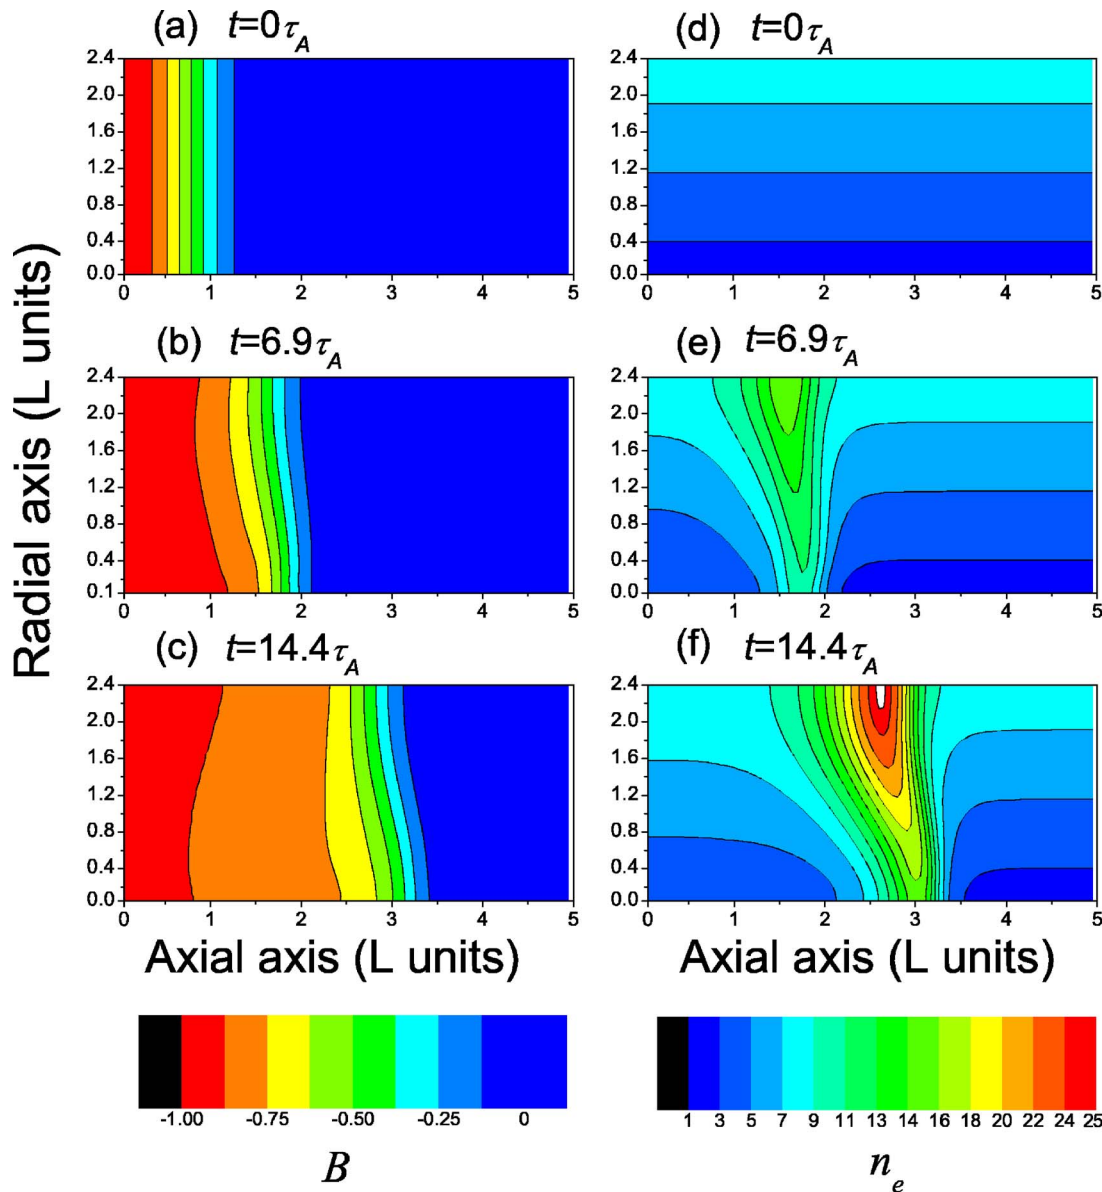 (a) t=0τ_A
(d) t=0τ_A
2.4
2.0
1.6
1.2
0.8
0.4
0.0
0 1 2 3 4 5
2.4
2.0
1.6
1.2
0.8
0.4
0.0
0 1 2 3 4 5
(b) t=6.9τ_A
(e) t=6.9τ_A
2.4
2.0
1.6
1.2
0.8
0.4
0.1
0 1 2 3 4 5
2.4
2.0
1.6
1.2
0.8
0.4
0.0
0 1 2 3 4 5
(c) t=14.4τ_A
(f) t=14.4τ_A
2.4
2.0
1.6
1.2
0.8
0.4
0.0
0 1 2 3 4 5
2.4
2.0
1.6
1.2
0.8
0.4
0.0
0 1 2 3 4 5
Radial axis (L units)
Axial axis (L units)
Axial axis (L units)
-1.00 -0.75 -0.50 -0.25 0
B
1 3 5 7 9 11 13 14 16 18 20 22 24 25
n_e